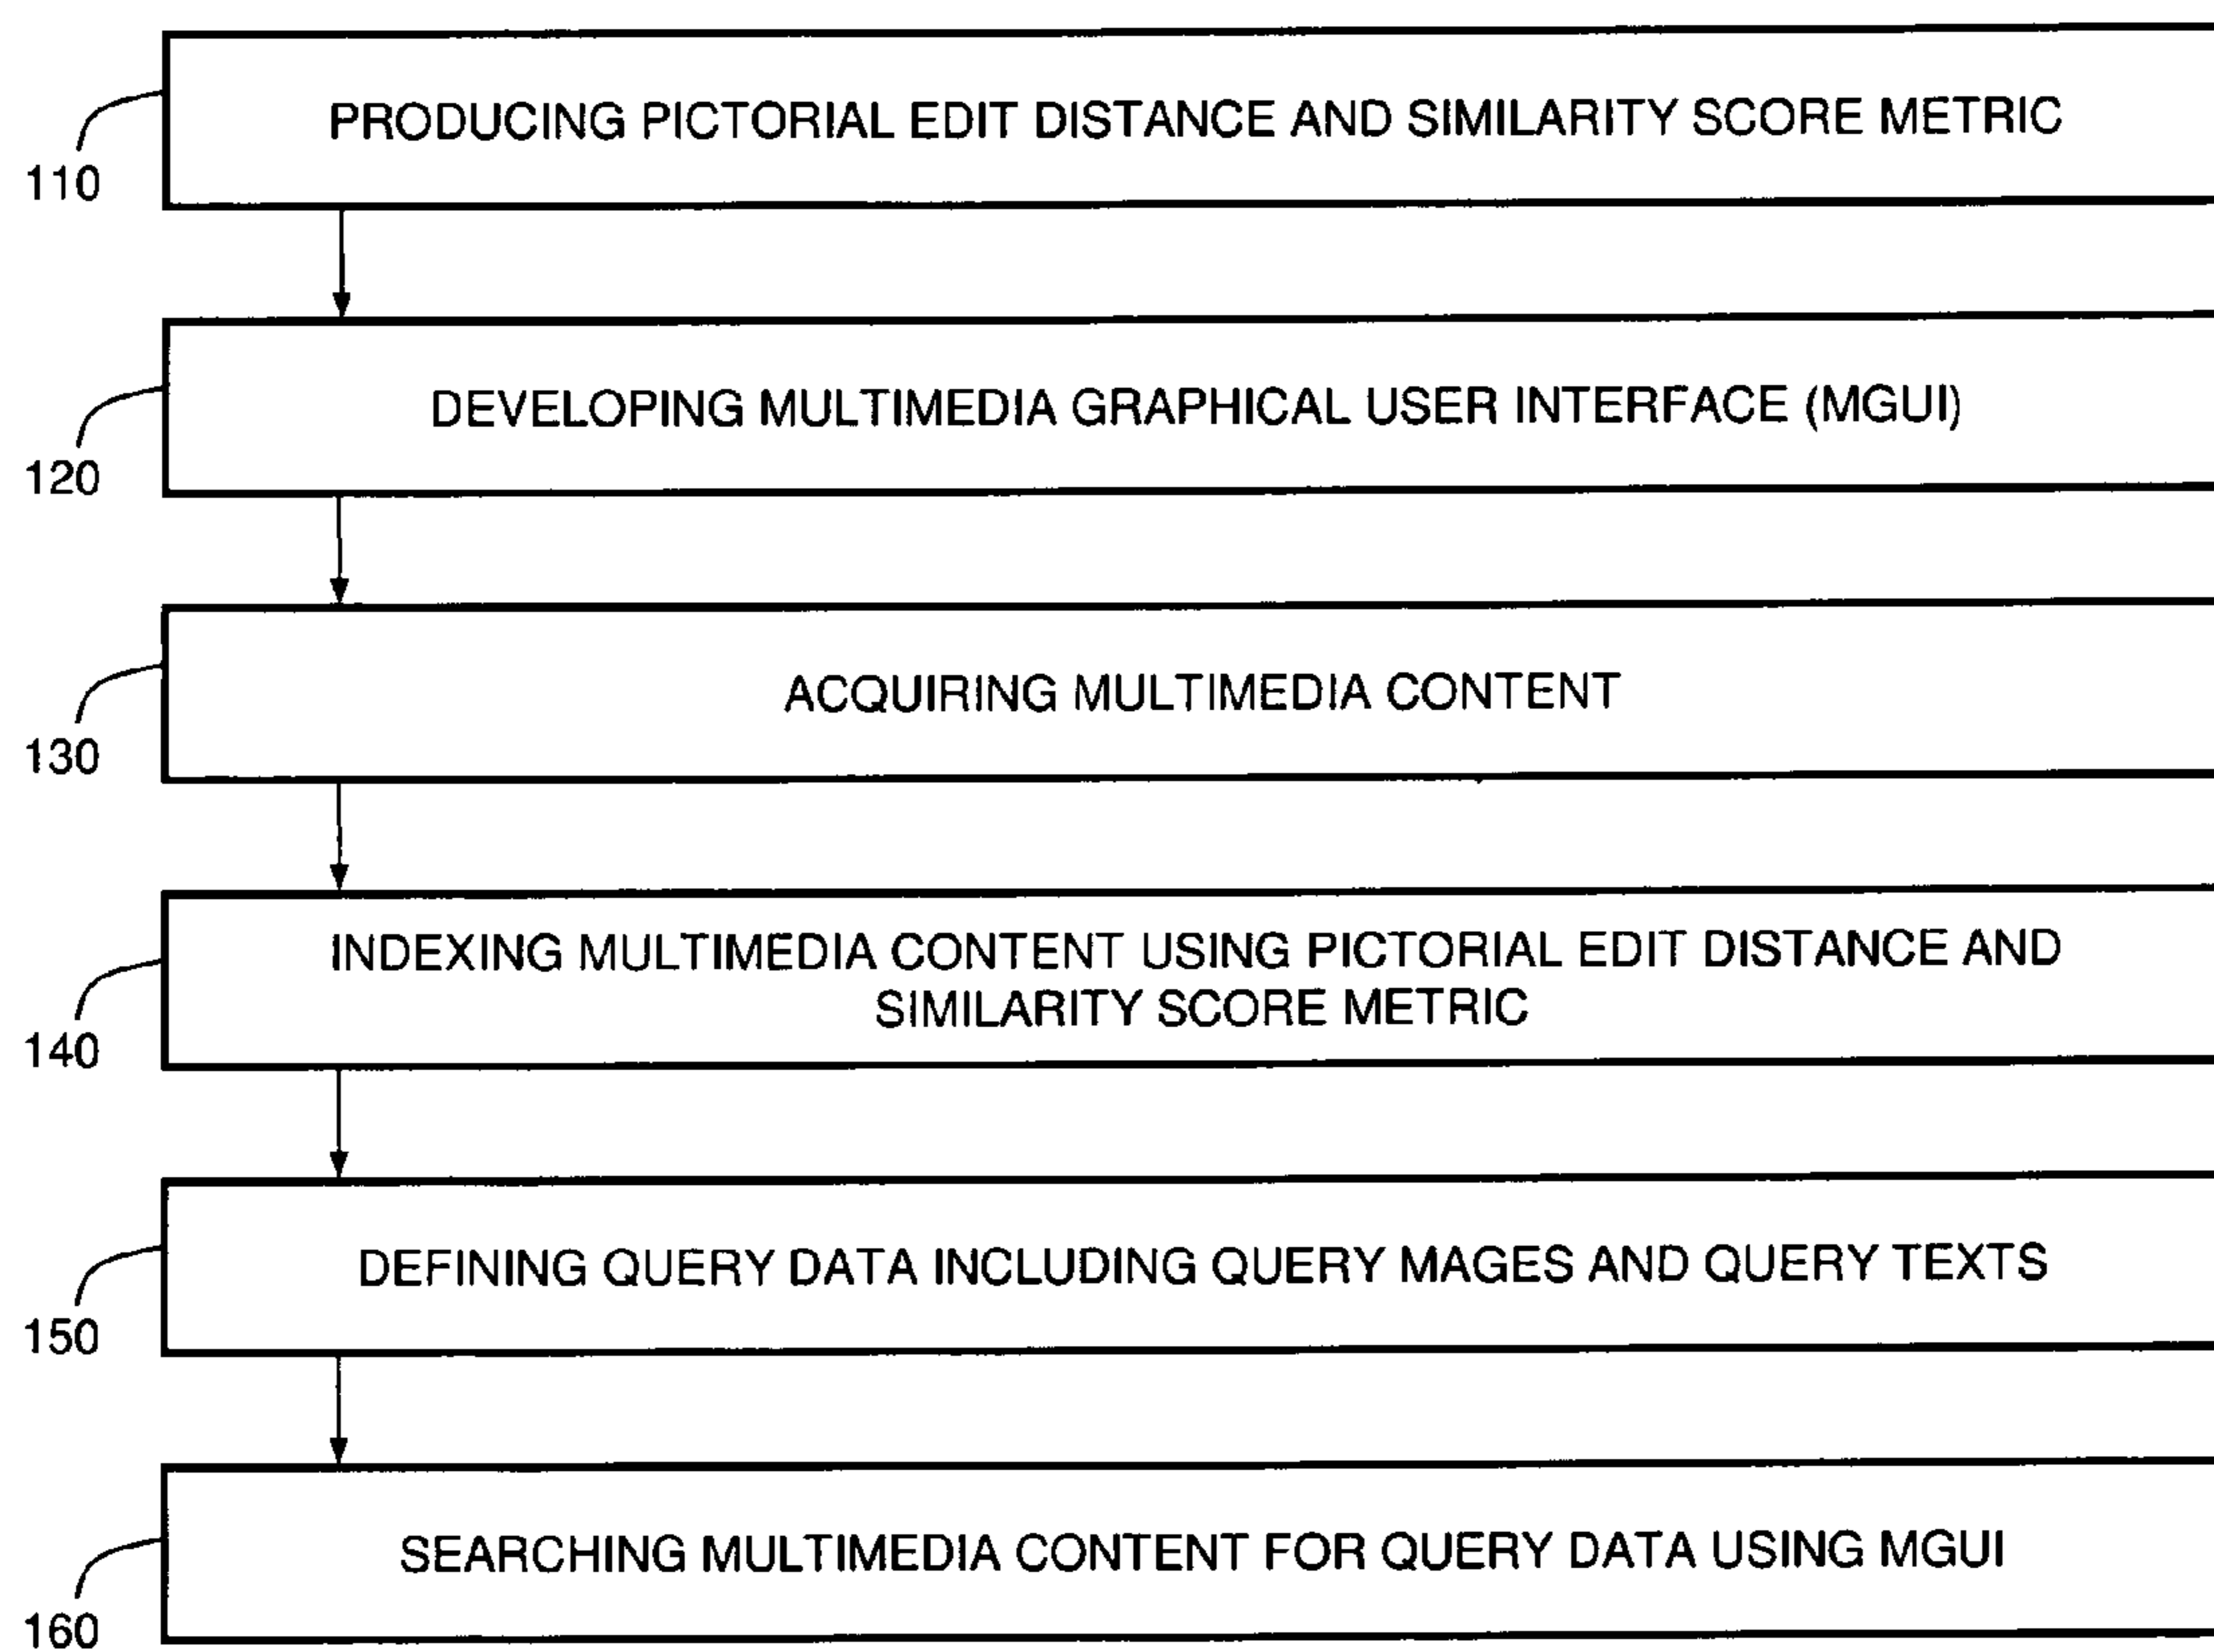 PRODUCING PICTORIAL EDIT DISTANCE AND SIMILARITY SCORE METRIC
110
DEVELOPING MULTIMEDIA GRAPHICAL USER INTERFACE (MGUI)
120
ACQUIRING MULTIMEDIA CONTENT
130
INDEXING MULTIMEDIA CONTENT USING PICTORIAL EDIT DISTANCE AND
SIMILARITY SCORE METRIC
140
DEFINING QUERY DATA INCLUDING QUERY MAGES AND QUERY TEXTS
150
SEARCHING MULTIMEDIA CONTENT FOR QUERY DATA USING MGUI
160